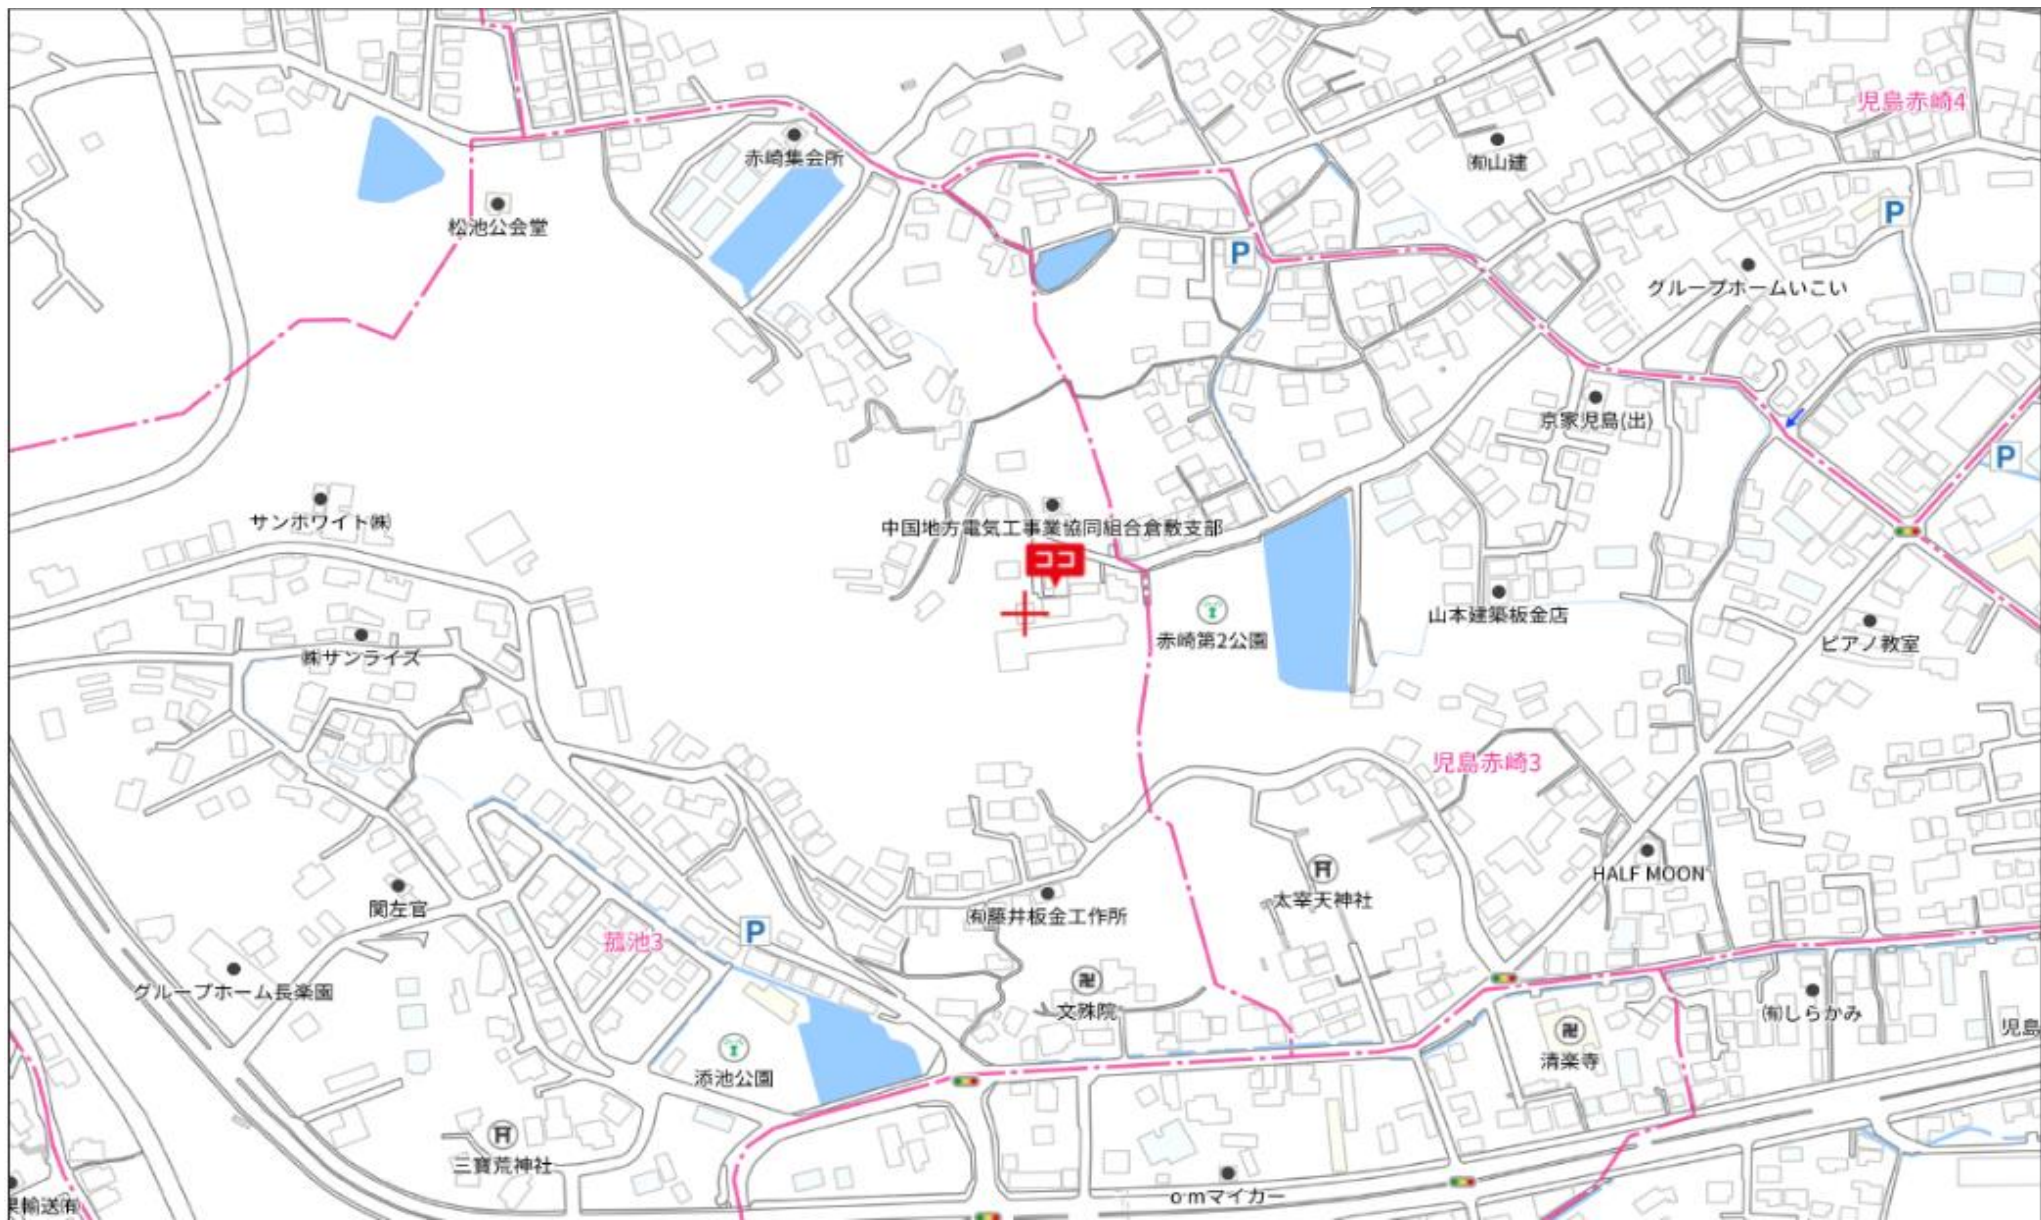 児島赤崎4
赤崎集会所
㈲山建
松池公会堂
P
P
グループホームいこい
京家児島(出)
P
サンホワイト㈱
中国地方電気工事業協同組合倉敷支部
ココ
山本建築板金店
赤崎第2公園
ピアノ教室
㈱サンライズ
児島赤崎3
HALF MOON
太宰天神社
関左官
㈲藤井板金工作所
P
菰池3
グループホーム長楽園
文殊院
㈲しらかみ
児島
清楽寺
添池公園
三寶荒神社
o・mマイカー
輸送㈲